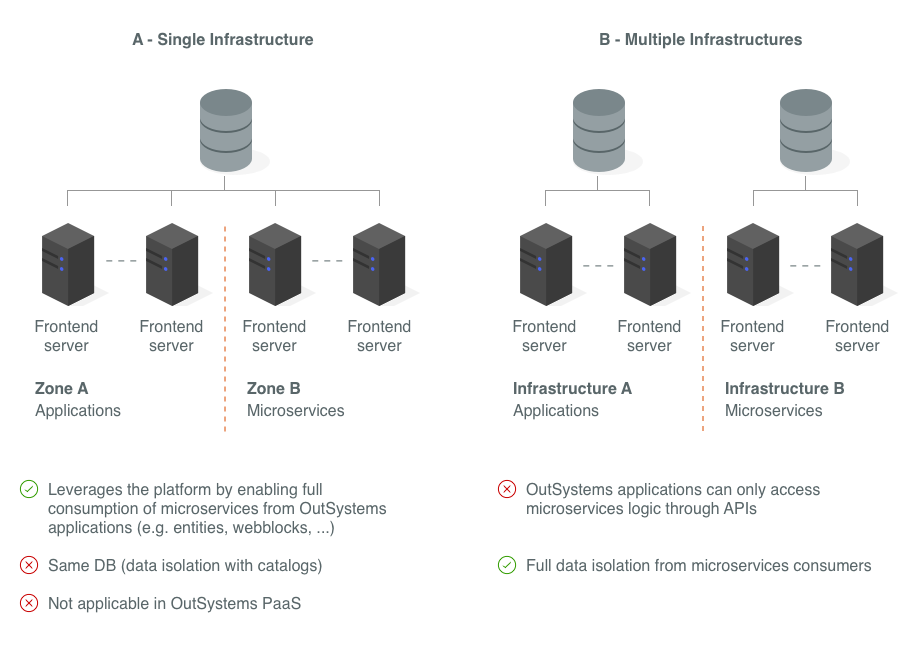 A - Single Infrastructure
Frontend
server
Frontend
server
Frontend
server
Frontend
server
Zone A
Applications
Zone B
Microservices
Leverages the platform by enabling full
consumption of microservices from OutSystems
applications (e.g. entities, webblocks, ...)
Same DB (data isolation with catalogs)
Not applicable in OutSystems PaaS
B - Multiple Infrastructures
Frontend
server
Frontend
server
Frontend
server
Frontend
server
Infrastructure A
Applications
Infrastructure B
Microservices
OutSystems applications can only access
microservices logic through APIs
Full data isolation from microservices consumers